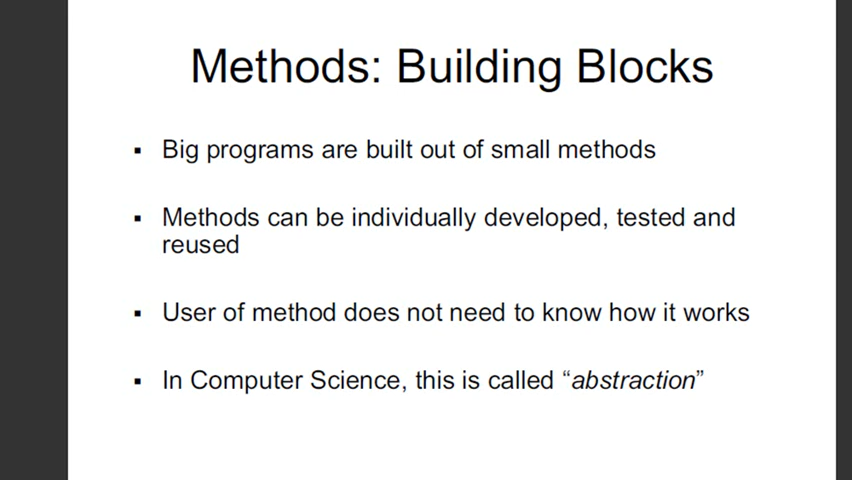 Methods: Building Blocks
▪ Big programs are built out of small methods
▪ Methods can be individually developed, tested and
reused
▪ User of method does not need to know how it works
▪ In Computer Science, this is called “abstraction”